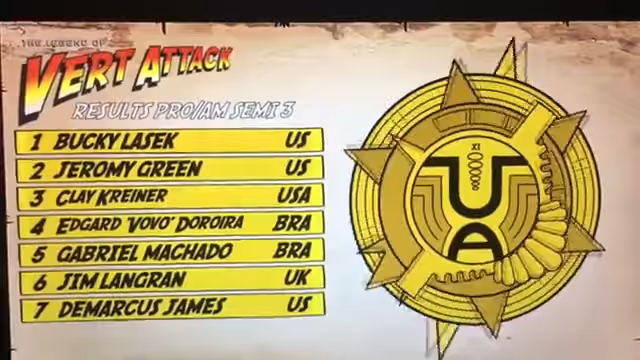 THE LEGEND OF
VERT ATTACK
RESULTS PRO/AM SEMI 3
1 BUCKY LASEK US
2 JEROMY GREEN US
3 CLAY KREINER USA
4 EDGARD 'VOVO' DOROIRA BRA
5 GABRIEL MACHADO BRA
6 JIM LANGRAN UK
7 DEMARCUS JAMES US
VA